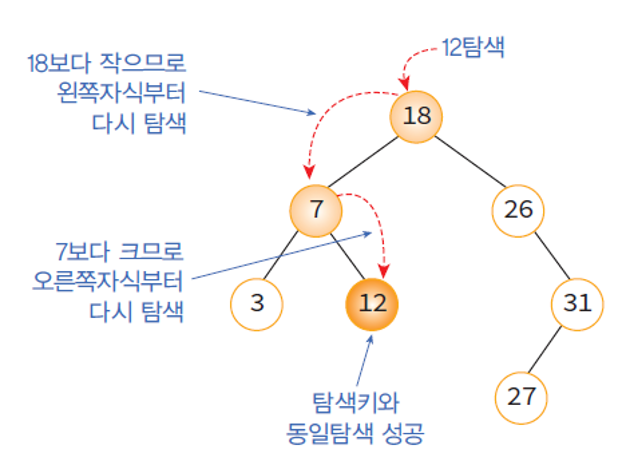 12탐색
18보다 작으므로
왼쪽자식부터
다시 탐색
18
7
26
7보다 크므로
오른쪽자식부터
다시 탐색
3
12
31
27
탐색키와
동일탐색 성공